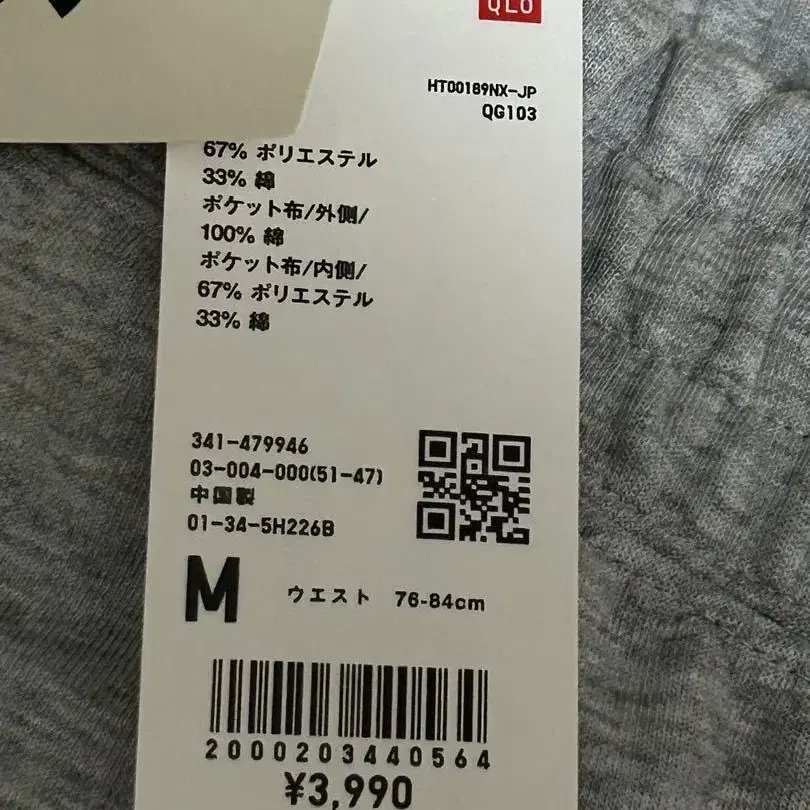 QLO
HT00189NX-JP
QG103
67% ポリエステル
33% 綿
ポケット布/外側/
100% 綿
ポケット布/内側/
67% ポリエステル
33% 綿
341-479946
03-004-000(51-47)
中国製
01-34-5H226B
M ウエスト 76-84cm
2000203440564
¥3,990